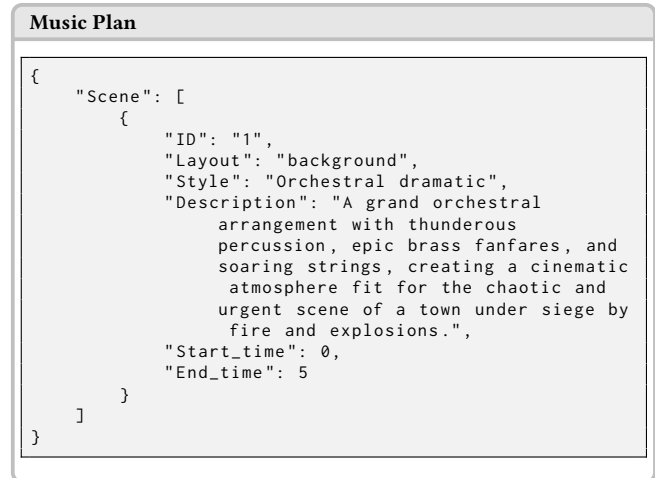 Music Plan
{
"Scene": [
{
"ID": "1",
"Layout": "background",
"Style": "Orchestral dramatic",
"Description": "A grand orchestral
arrangement with thunderous
percussion, epic brass fanfares, and
soaring strings, creating a cinematic
atmosphere fit for the chaotic and
urgent scene of a town under siege by
fire and explosions.",
"Start_time": 0,
"End_time": 5
}
]
}